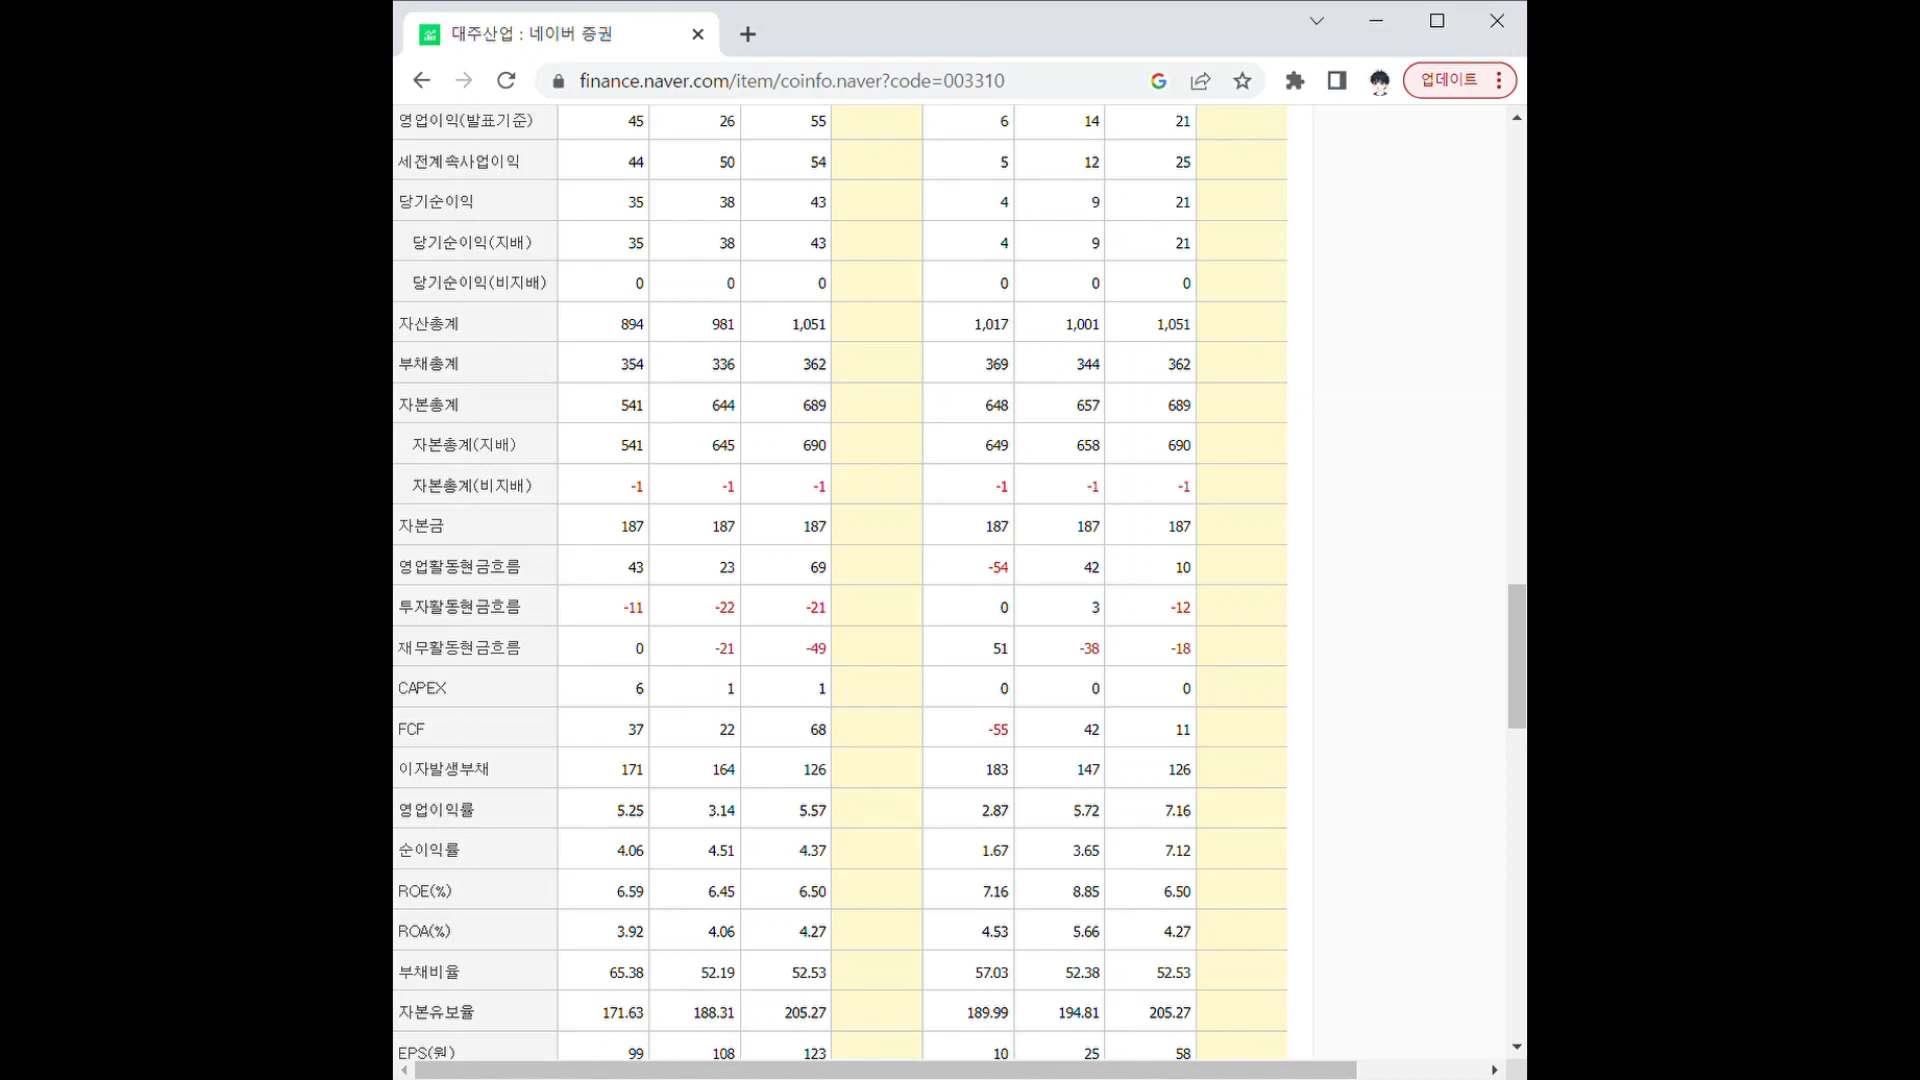 대주산업 : 네이버 증권
finance.naver.com/item/coinfo.naver?code=003310
업데이트
영업이익(발표기준) 45 26 55 6 14 21
세전계속사업이익 44 50 54 5 12 25
당기순이익 35 38 43 4 9 21
당기순이익(지배) 35 38 43 4 9 21
당기순이익(비지배) 0 0 0 0 0 0
자산총계 894 981 1,051 1,017 1,001 1,051
부채총계 354 336 362 369 344 362
자본총계 541 644 689 648 657 689
자본총계(지배) 541 645 690 649 658 690
자본총계(비지배) -1 -1 -1 -1 -1 -1
자본금 187 187 187 187 187 187
영업활동현금흐름 43 23 69 -54 42 10
투자활동현금흐름 -11 -22 -21 0 3 -12
재무활동현금흐름 0 -21 -49 51 -38 -18
CAPEX 6 1 1 0 0 0
FCF 37 22 68 -55 42 11
이자발생부채 171 164 126 183 147 126
영업이익률 5.25 3.14 5.57 2.87 5.72 7.16
순이익률 4.06 4.51 4.37 1.67 3.65 7.12
ROE(%) 6.59 6.45 6.50 7.16 8.85 6.50
ROA(%) 3.92 4.06 4.27 4.53 5.66 4.27
부채비율 65.38 52.19 52.53 57.03 52.38 52.53
자본유보율 171.63 188.31 205.27 189.99 194.81 205.27
EPS(원) 99 108 123 10 25 58